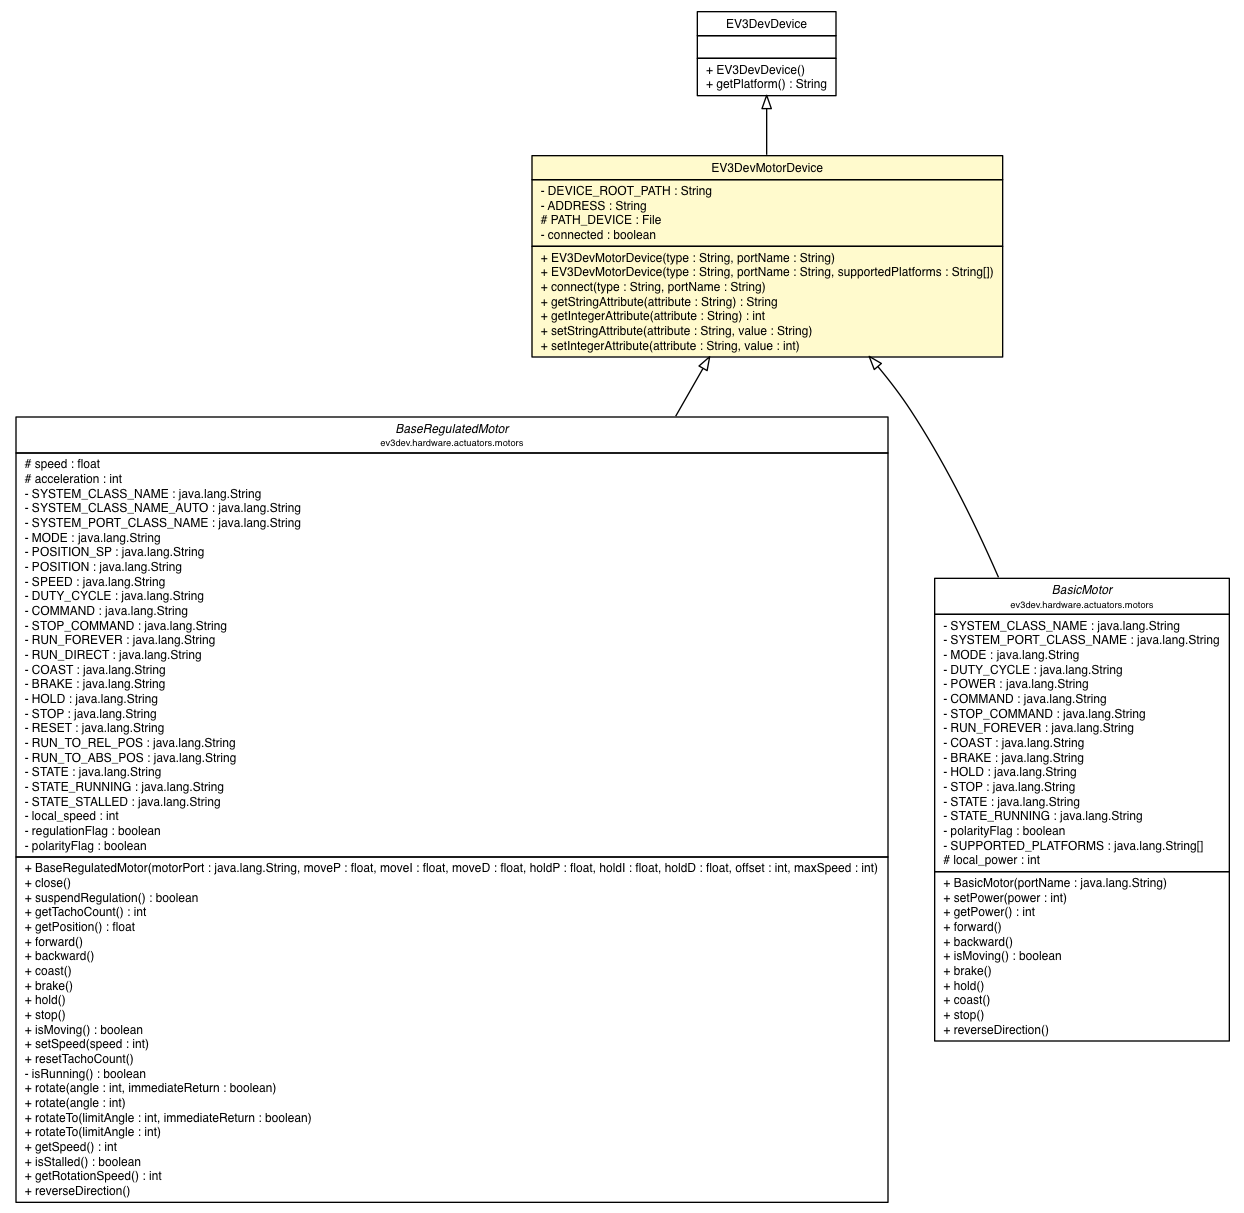 EV3DevDevice
+ EV3DevDevice()
+ getPlatform() : String
EV3DevMotorDevice
- DEVICE_ROOT_PATH : String
- ADDRESS : String
# PATH_DEVICE : File
- connected : boolean
+ EV3DevMotorDevice(type : String, portName : String)
+ EV3DevMotorDevice(type : String, portName : String, supportedPlatforms : String[])
+ connect(type : String, portName : String)
+ getStringAttribute(attribute : String) : String
+ getIntegerAttribute(attribute : String) : int
+ setStringAttribute(attribute : String, value : String)
+ setIntegerAttribute(attribute : String, value : int)
BaseRegulatedMotor
ev3dev.hardware.actuators.motors
# speed : float
# acceleration : int
- SYSTEM_CLASS_NAME : java.lang.String
- SYSTEM_CLASS_NAME_AUTO : java.lang.String
- SYSTEM_PORT_CLASS_NAME : java.lang.String
- MODE : java.lang.String
- POSITION_SP : java.lang.String
- POSITION : java.lang.String
- SPEED : java.lang.String
- DUTY_CYCLE : java.lang.String
- COMMAND : java.lang.String
- STOP_COMMAND : java.lang.String
- RUN_FOREVER : java.lang.String
- RUN_DIRECT : java.lang.String
- COAST : java.lang.String
- BRAKE : java.lang.String
- HOLD : java.lang.String
- STOP : java.lang.String
- RESET : java.lang.String
- RUN_TO_REL_POS : java.lang.String
- RUN_TO_ABS_POS : java.lang.String
- STATE : java.lang.String
- STATE_RUNNING : java.lang.String
- STATE_STALLED : java.lang.String
- local_speed : int
- regulationFlag : boolean
- polarityFlag : boolean
+ BaseRegulatedMotor(motorPort : java.lang.String, moveP : float, moveI : float, moveD : float, holdP : float, holdI : float, holdD : float, offset : int, maxSpeed : int)
+ close()
+ suspendRegulation() : boolean
+ getTachoCount() : int
+ getPosition() : float
+ forward()
+ backward()
+ coast()
+ brake()
+ hold()
+ stop()
+ isMoving() : boolean
+ setSpeed(speed : int)
+ resetTachoCount()
- isRunning() : boolean
+ rotate(angle : int, immediateReturn : boolean)
+ rotate(angle : int)
+ rotateTo(limitAngle : int, immediateReturn : boolean)
+ rotateTo(limitAngle : int)
+ getSpeed() : int
+ isStalled() : boolean
+ getRotationSpeed() : int
+ reverseDirection()
BasicMotor
ev3dev.hardware.actuators.motors
- SYSTEM_CLASS_NAME : java.lang.String
- SYSTEM_PORT_CLASS_NAME : java.lang.String
- MODE : java.lang.String
- DUTY_CYCLE : java.lang.String
- POWER : java.lang.String
- COMMAND : java.lang.String
- STOP_COMMAND : java.lang.String
- RUN_FOREVER : java.lang.String
- COAST : java.lang.String
- BRAKE : java.lang.String
- HOLD : java.lang.String
- STOP : java.lang.String
- STATE : java.lang.String
- STATE_RUNNING : java.lang.String
- polarityFlag : boolean
- SUPPORTED_PLATFORMS : java.lang.String[]
# local_power : int
+ BasicMotor(portName : java.lang.String)
+ setPower(power : int)
+ getPower() : int
+ forward()
+ backward()
+ isMoving() : boolean
+ brake()
+ hold()
+ coast()
+ stop()
+ reverseDirection()